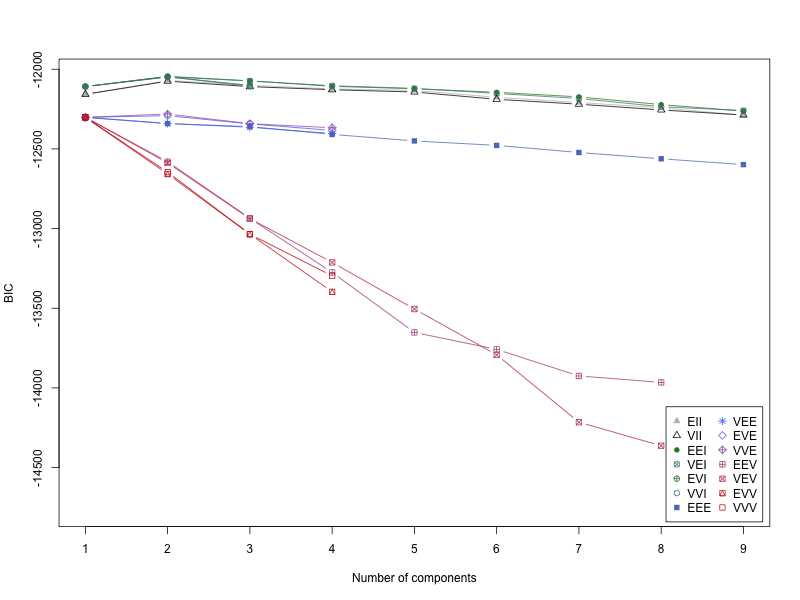 -12000
-12500
-13000
-13500
-14000
-14500
BIC
1 2 3 4 5 6 7 8 9
Number of components
EII VEE
VII EVE
EEI VVE
VEI EEV
EVI VEV
VVI EVV
EEE VVV